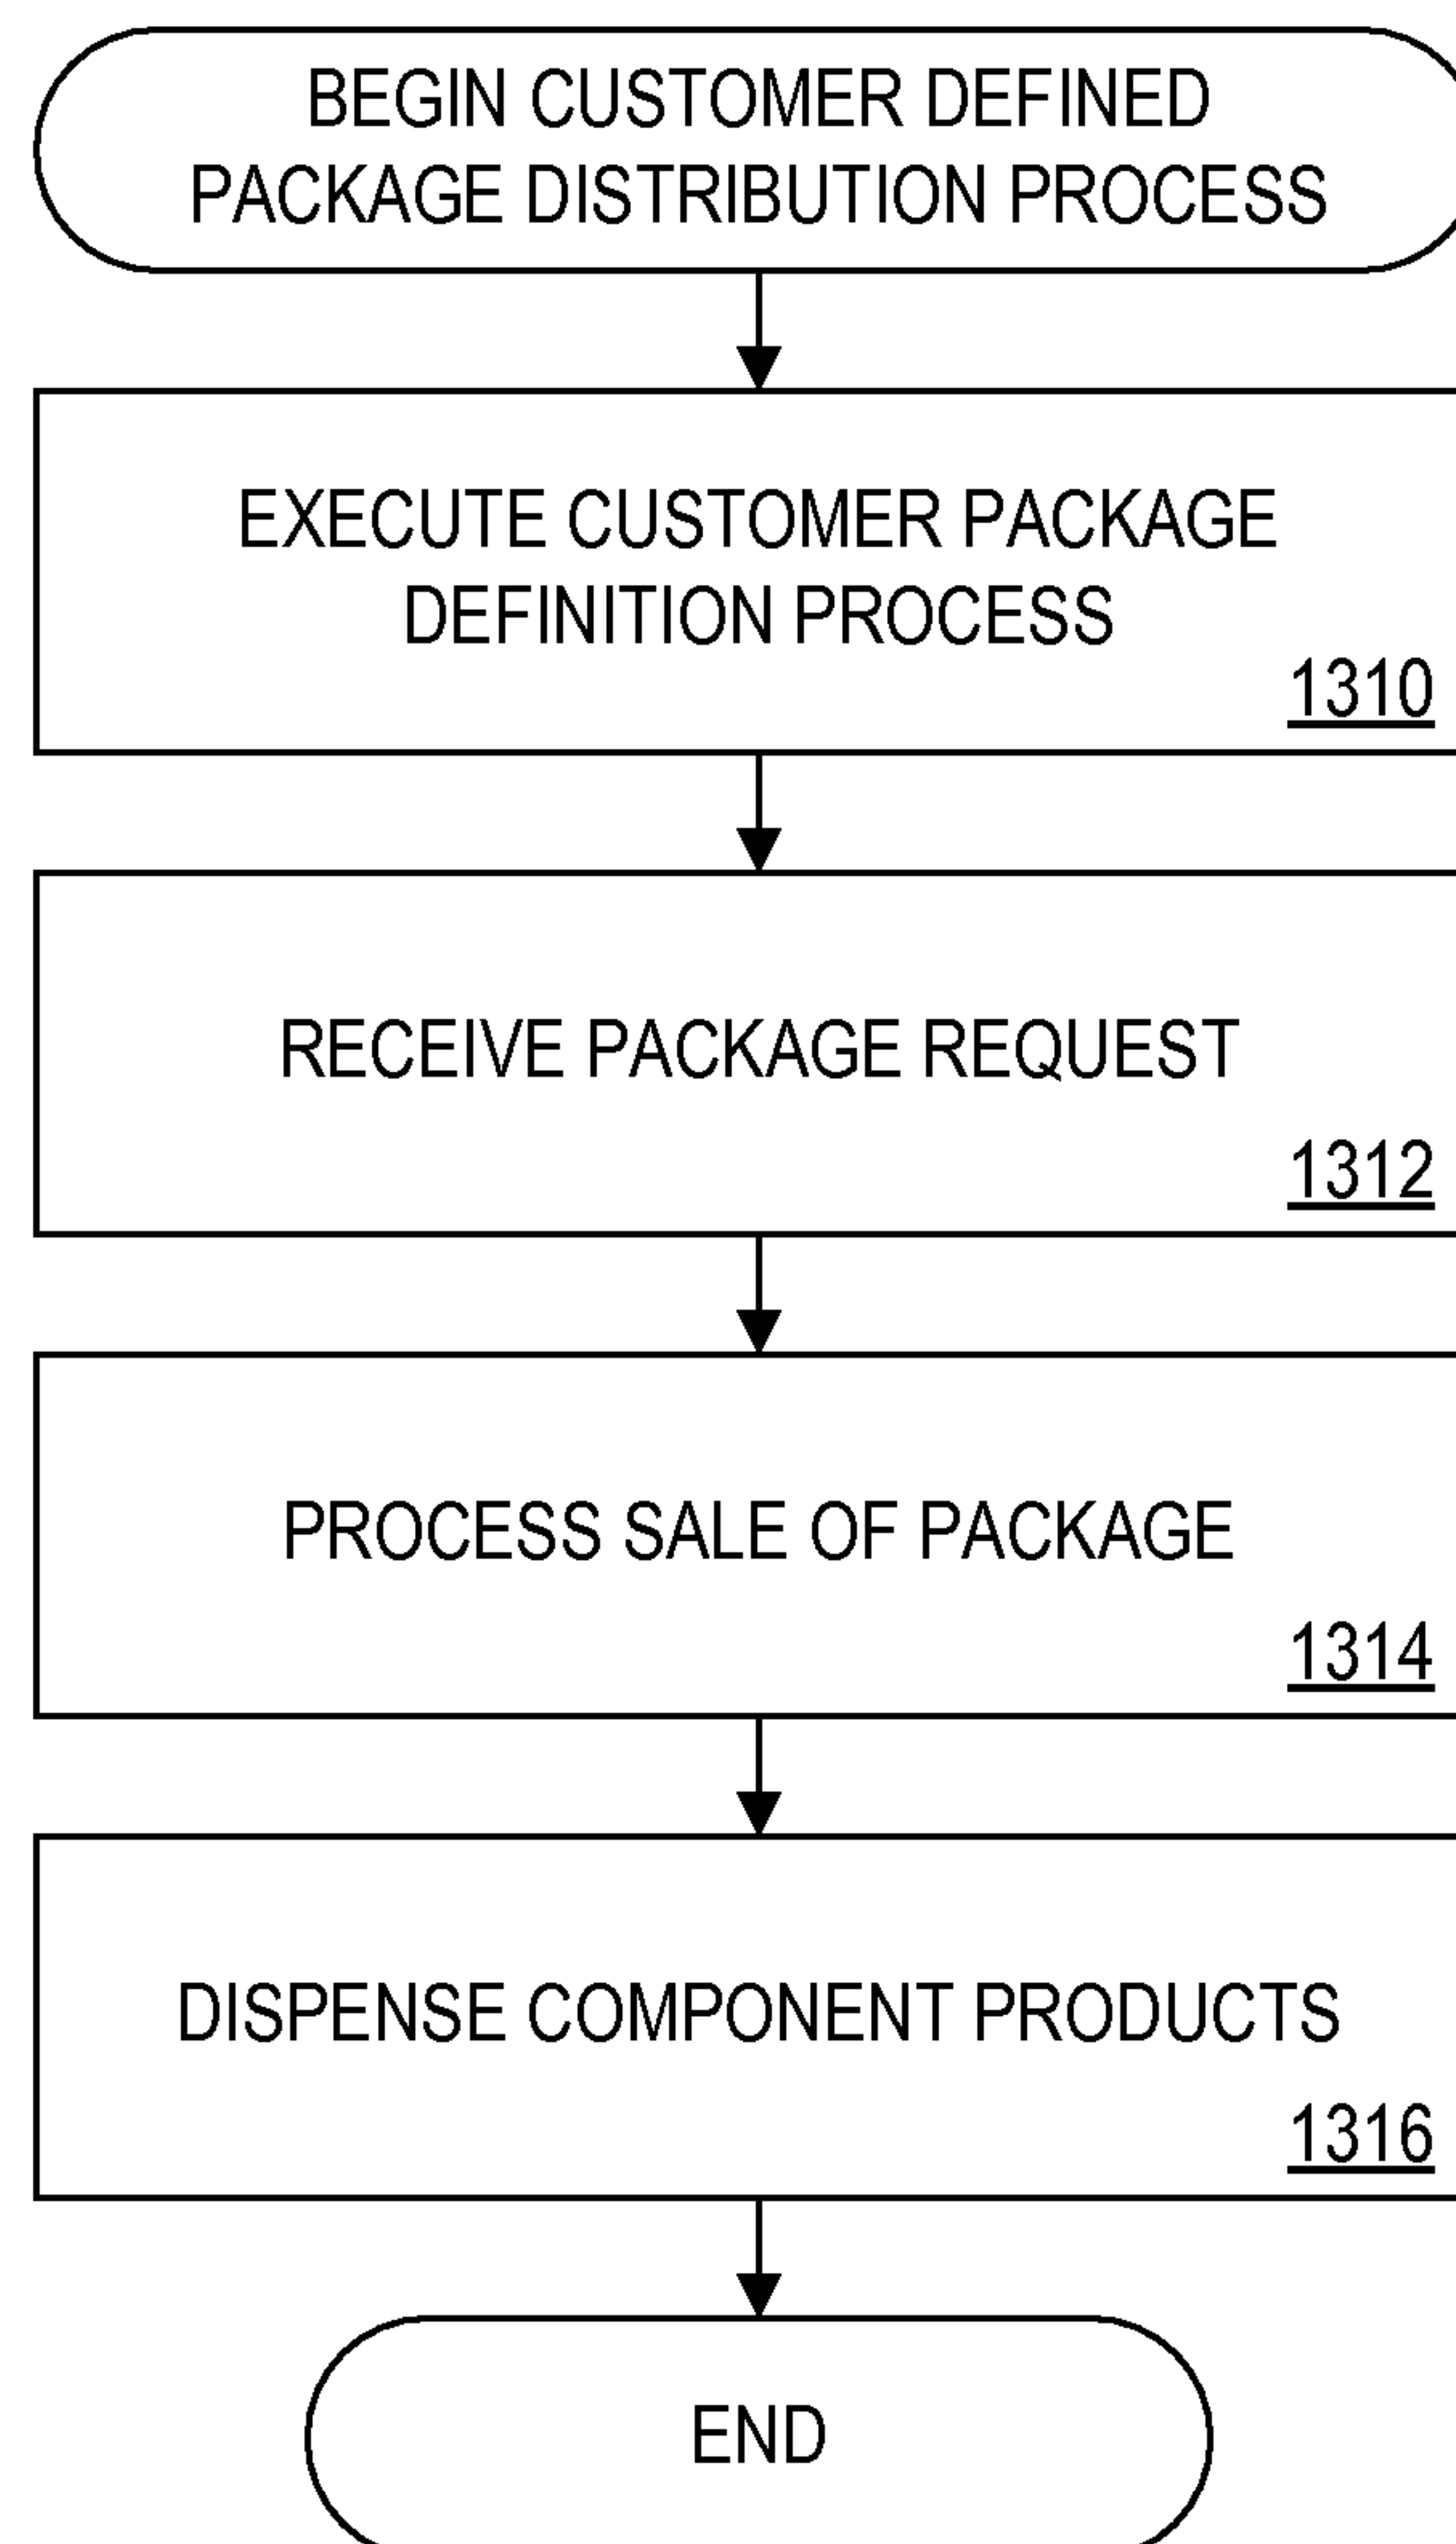 BEGIN CUSTOMER DEFINED
PACKAGE DISTRIBUTION PROCESS
EXECUTE CUSTOMER PACKAGE
DEFINITION PROCESS
1310
RECEIVE PACKAGE REQUEST
1312
PROCESS SALE OF PACKAGE
1314
DISPENSE COMPONENT PRODUCTS
1316
END